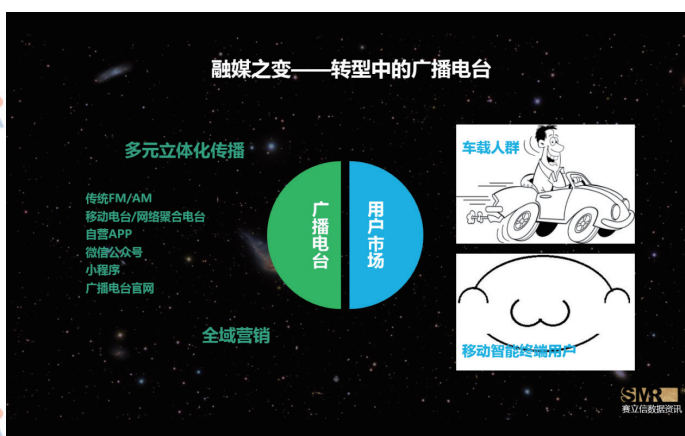 融媒之变——转型中的广播电台
多元立体化传播
传统FM/AM
移动电台/网络聚合电台
自营APP
微信公众号
小程序
广播电台官网
全域营销
广播电台
用户市场
车载人群
移动智能终端用户
SMR
赛立信数据资讯